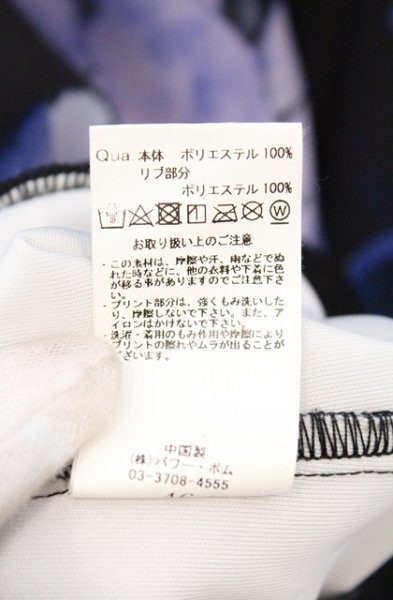 Qua. 本体 ポリエステル 100%
リブ部分
ポリエステル 100%
お取り扱い上のご注意
・この素材は、摩擦や汗、雨などでぬ
れた時などに、他の衣料や下着に色
が移る事がありますのでご注意下さ
い。
・プリント部分は、強くもみ洗いした
り、摩擦しないで下さい。また、ア
イロンはかけないで下さい。
・洗濯・着用のもみ作用や摩擦により
プリントの擦れやムラが出ることが
ございます。
中国製
(株)パワー・ボム
03-3708-4555